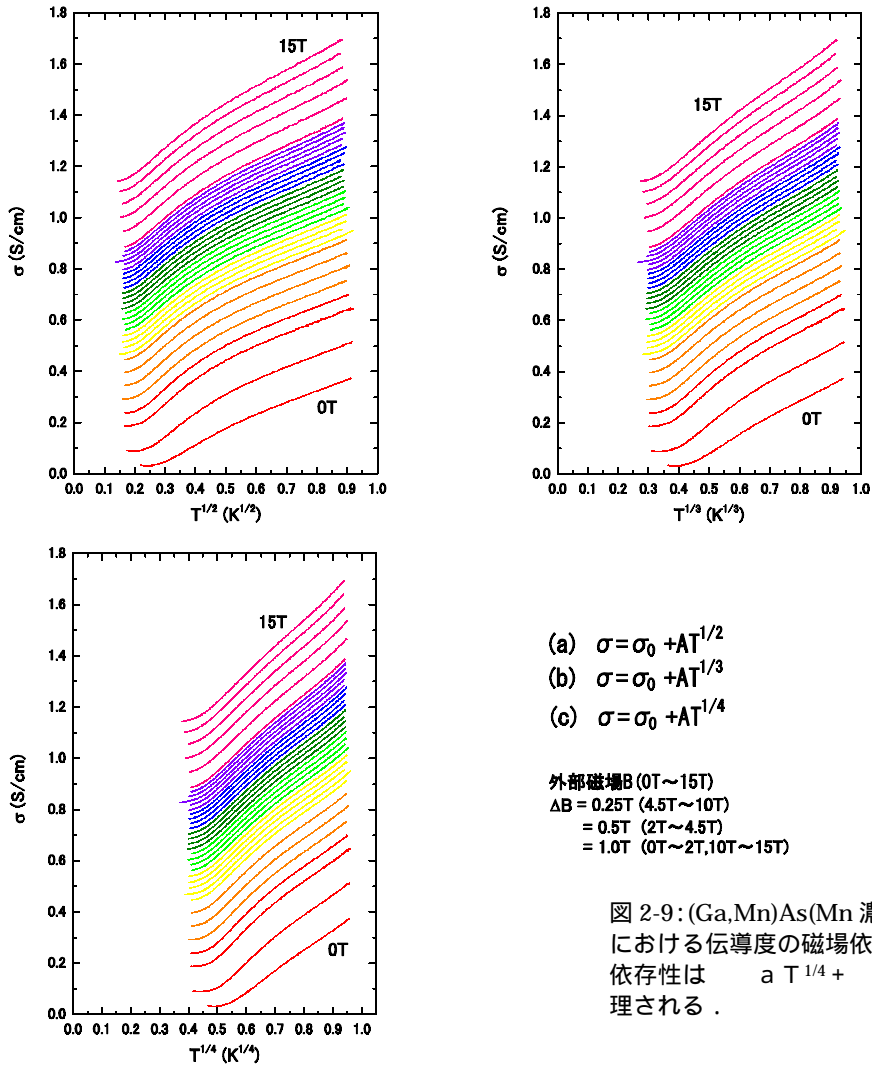 1.8
1.6
1.4
1.2
1.0
0.8
0.6
0.4
0.2
0.0
σ (S/cm)
15T
0T
0.0 0.1 0.2 0.3 0.4 0.5 0.6 0.7 0.8 0.9 1.0
T^1/2 (K^1/2)
1.8
1.6
1.4
1.2
1.0
0.8
0.6
0.4
0.2
0.0
σ (S/cm)
15T
0T
0.0 0.1 0.2 0.3 0.4 0.5 0.6 0.7 0.8 0.9 1.0
T^1/3 (K^1/3)
1.8
1.6
1.4
1.2
1.0
0.8
0.6
0.4
0.2
0.0
σ (S/cm)
15T
0T
0.0 0.1 0.2 0.3 0.4 0.5 0.6 0.7 0.8 0.9 1.0
T^1/4 (K^1/4)
(a) σ=σ₀ +AT^1/2
(b) σ=σ₀ +AT^1/3
(c) σ=σ₀ +AT^1/4
外部磁場B(0T～15T)
ΔB = 0.25T (4.5T～10T)
= 0.5T (2T～4.5T)
= 1.0T (0T～2T,10T～15T)
図 2-9:(Ga,Mn)As(Mn 濃
における伝導度の磁場依
依存性は a T^1/4 +
理される .